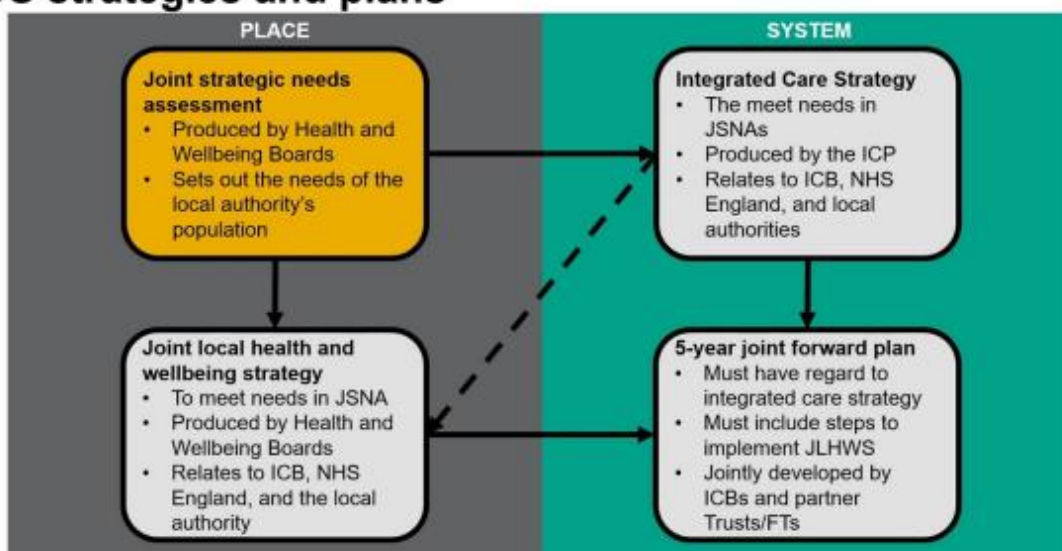 strategies and plans
PLACE
Joint strategic needs
assessment
• Produced by Health and
Wellbeing Boards
• Sets out the needs of the
local authority's
population
Joint local health and
wellbeing strategy
• To meet needs in JSNA
• Produced by Health and
Wellbeing Boards
• Relates to ICB, NHS
England, and the local
authority
SYSTEM
Integrated Care Strategy
• The meet needs in
JSNAs
• Produced by the ICP
• Relates to ICB, NHS
England, and local
authorities
5-year joint forward plan
• Must have regard to
integrated care strategy
• Must include steps to
implement JLHWS
• Jointly developed by
ICBs and partner
Trusts/FTs